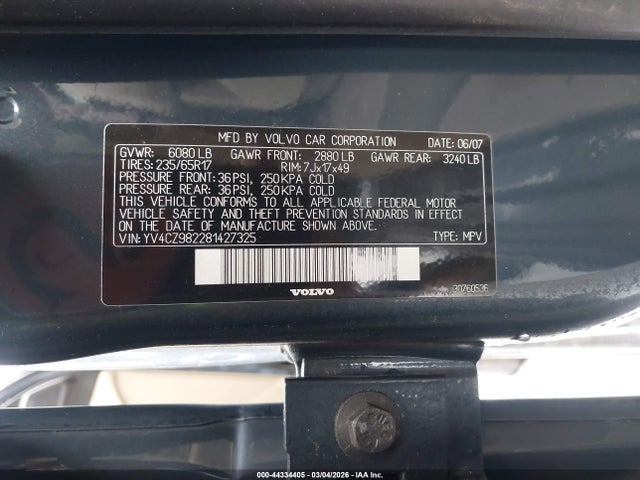 MFD BY VOLVO CAR CORPORATION DATE: 06/07
GVWR: 6080 LB GAWR FRONT: 2880 LB GAWR REAR: 3240 LB
TIRES: 235/65R17 RIM: 7Jx17x49
PRESSURE FRONT: 36 PSI, 250 KPA COLD
PRESSURE REAR: 36 PSI, 250 KPA COLD
THIS VEHICLE CONFORMS TO ALL APPLICABLE FEDERAL MOTOR
VEHICLE SAFETY AND THEFT PREVENTION STANDARDS IN
EFFECT ON THE DATE OF MANUFACTURE SHOWN ABOVE.
VIN: YV4CZ982281427325 TYPE: MPV
VOLVO 30760536
000-44334405 - 03/04/2026 - IAA Inc.